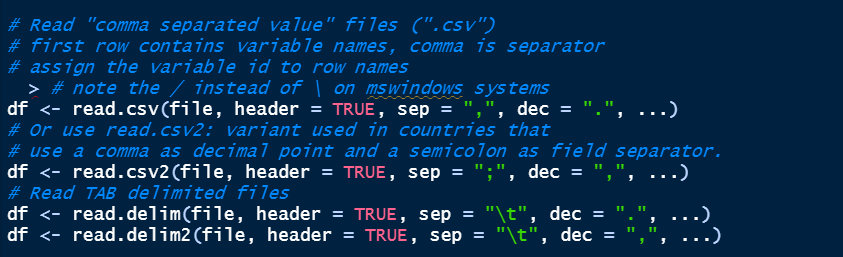 # Read "comma separated value" files (".csv")
# first row contains variable names, comma is separator
# assign the variable id to row names
> # note the / instead of \ on mswindows systems
df <- read.csv(file, header = TRUE, sep = ",", dec = ".", ...)
# Or use read.csv2: variant used in countries that
# use a comma as decimal point and a semicolon as field separator.
df <- read.csv2(file, header = TRUE, sep = ";", dec = ",", ...)
# Read TAB delimited files
df <- read.delim(file, header = TRUE, sep = "\t", dec = ".", ...)
df <- read.delim2(file, header = TRUE, sep = "\t", dec = ",", ...)